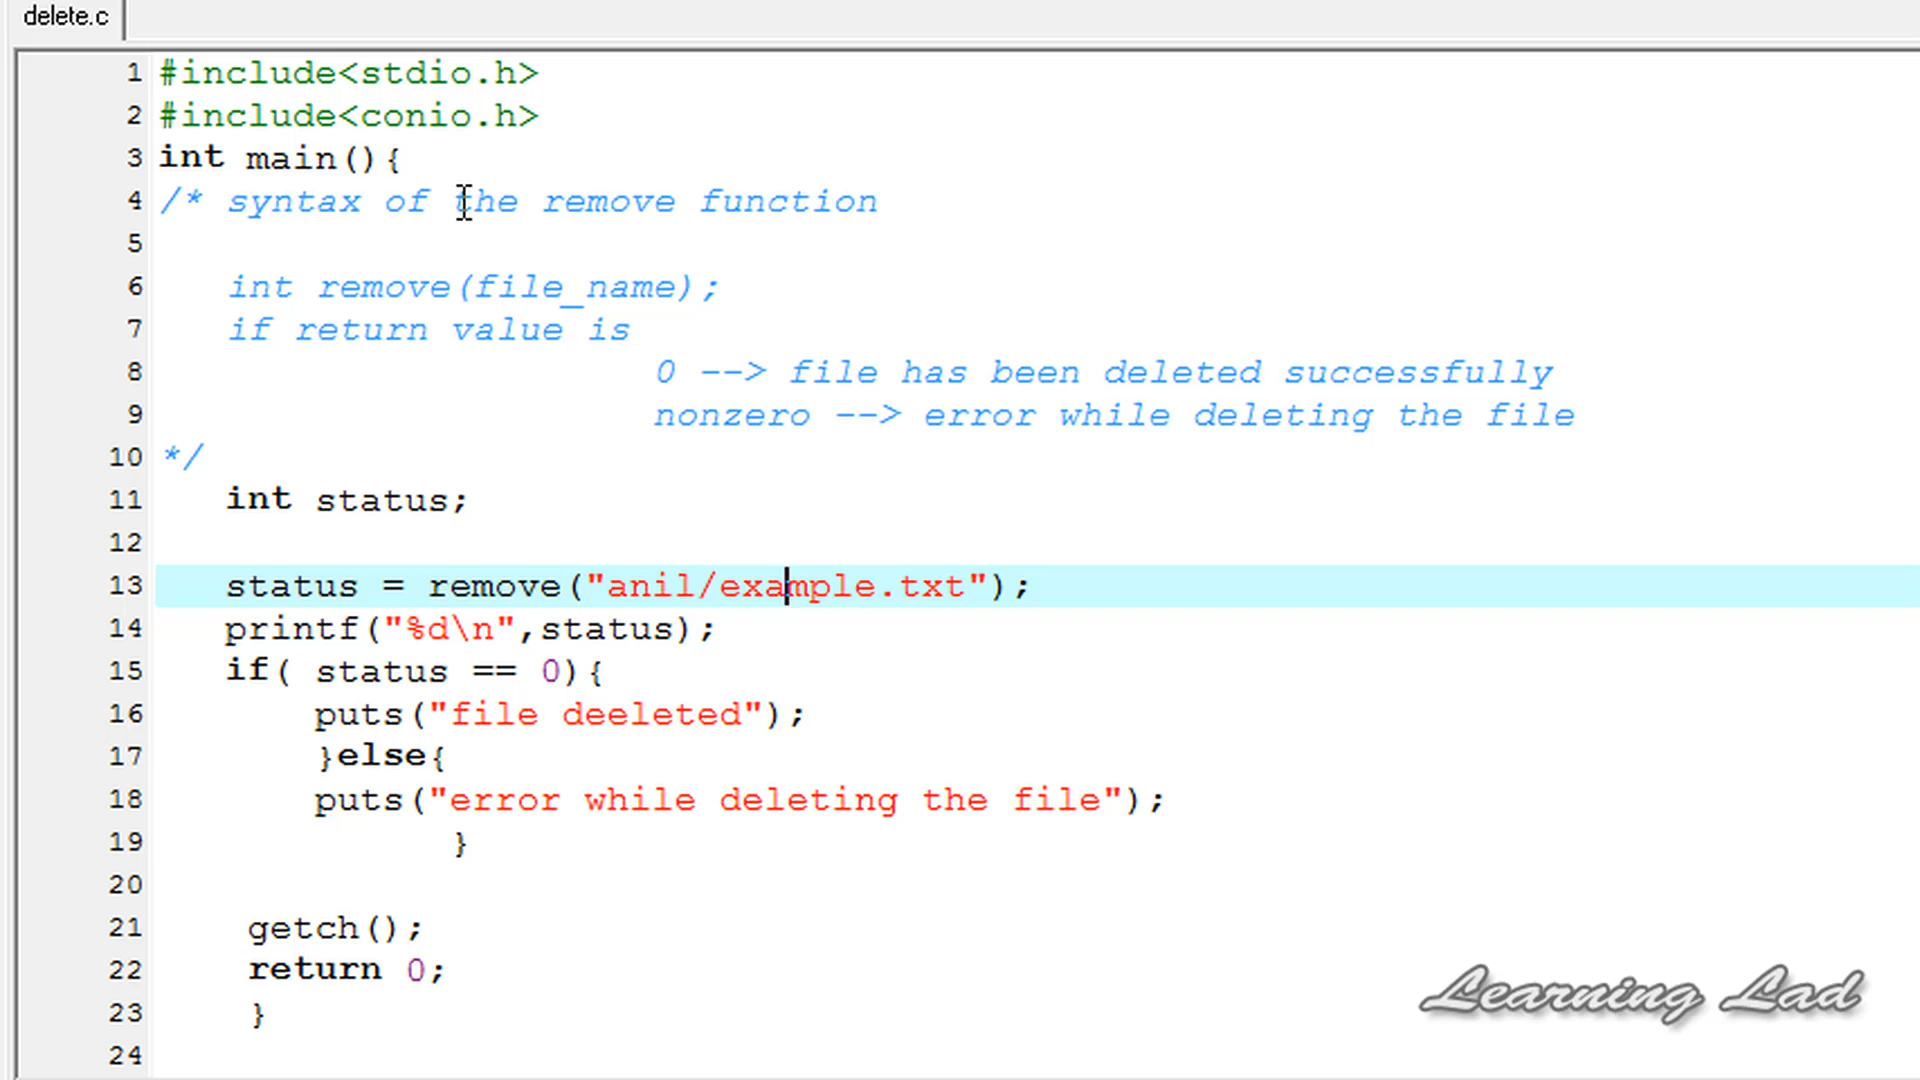 delete.c
1 #include<stdio.h>
2 #include<conio.h>
3 int main(){
4 /* syntax of the remove function
5
6 int remove(file_name);
7 if return value is
8 0 --> file has been deleted successfully
9 nonzero --> error while deleting the file
10 */
11 int status;
12
13 status = remove("anil/example.txt");
14 printf("%d\n",status);
15 if( status == 0){
16 puts("file deeleted");
17 }else{
18 puts("error while deleting the file");
19 }
20
21 getch();
22 return 0;
23 }
24
Learning Lad